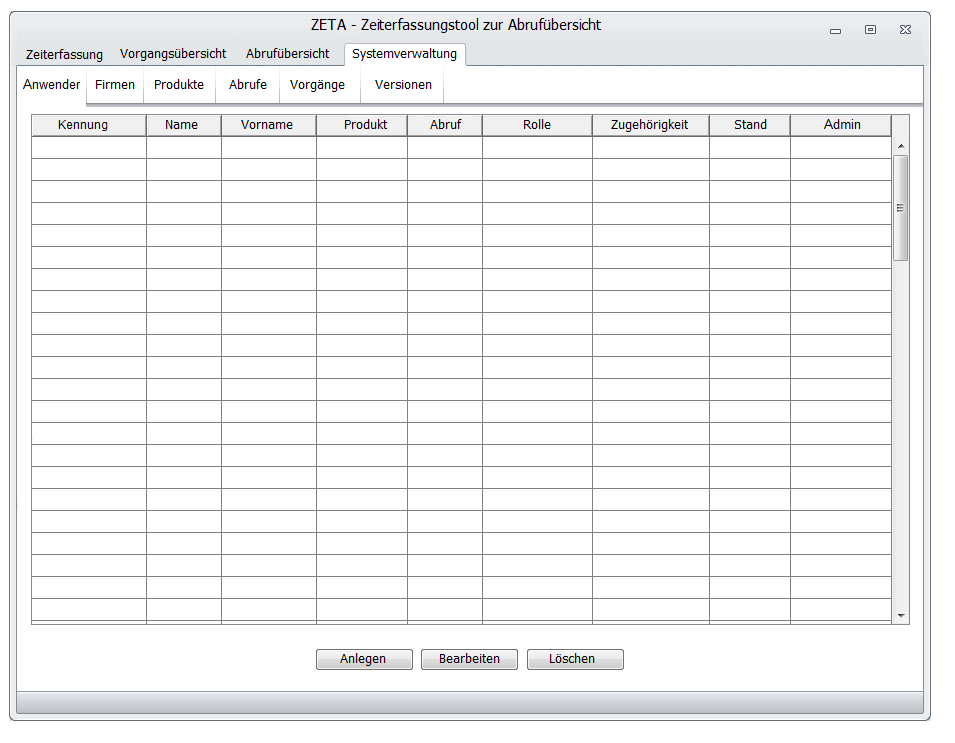 ZETA - Zeiterfassungstool zur Abrufübersicht
Zeiterfassung Vorgangsübersicht Abrufübersicht Systemverwaltung
Anwender Firmen Produkte Abrufe Vorgänge Versionen
Kennung Name Vorname Produkt Abruf Rolle Zugehörigkeit Stand Admin
Anlegen Bearbeiten Löschen